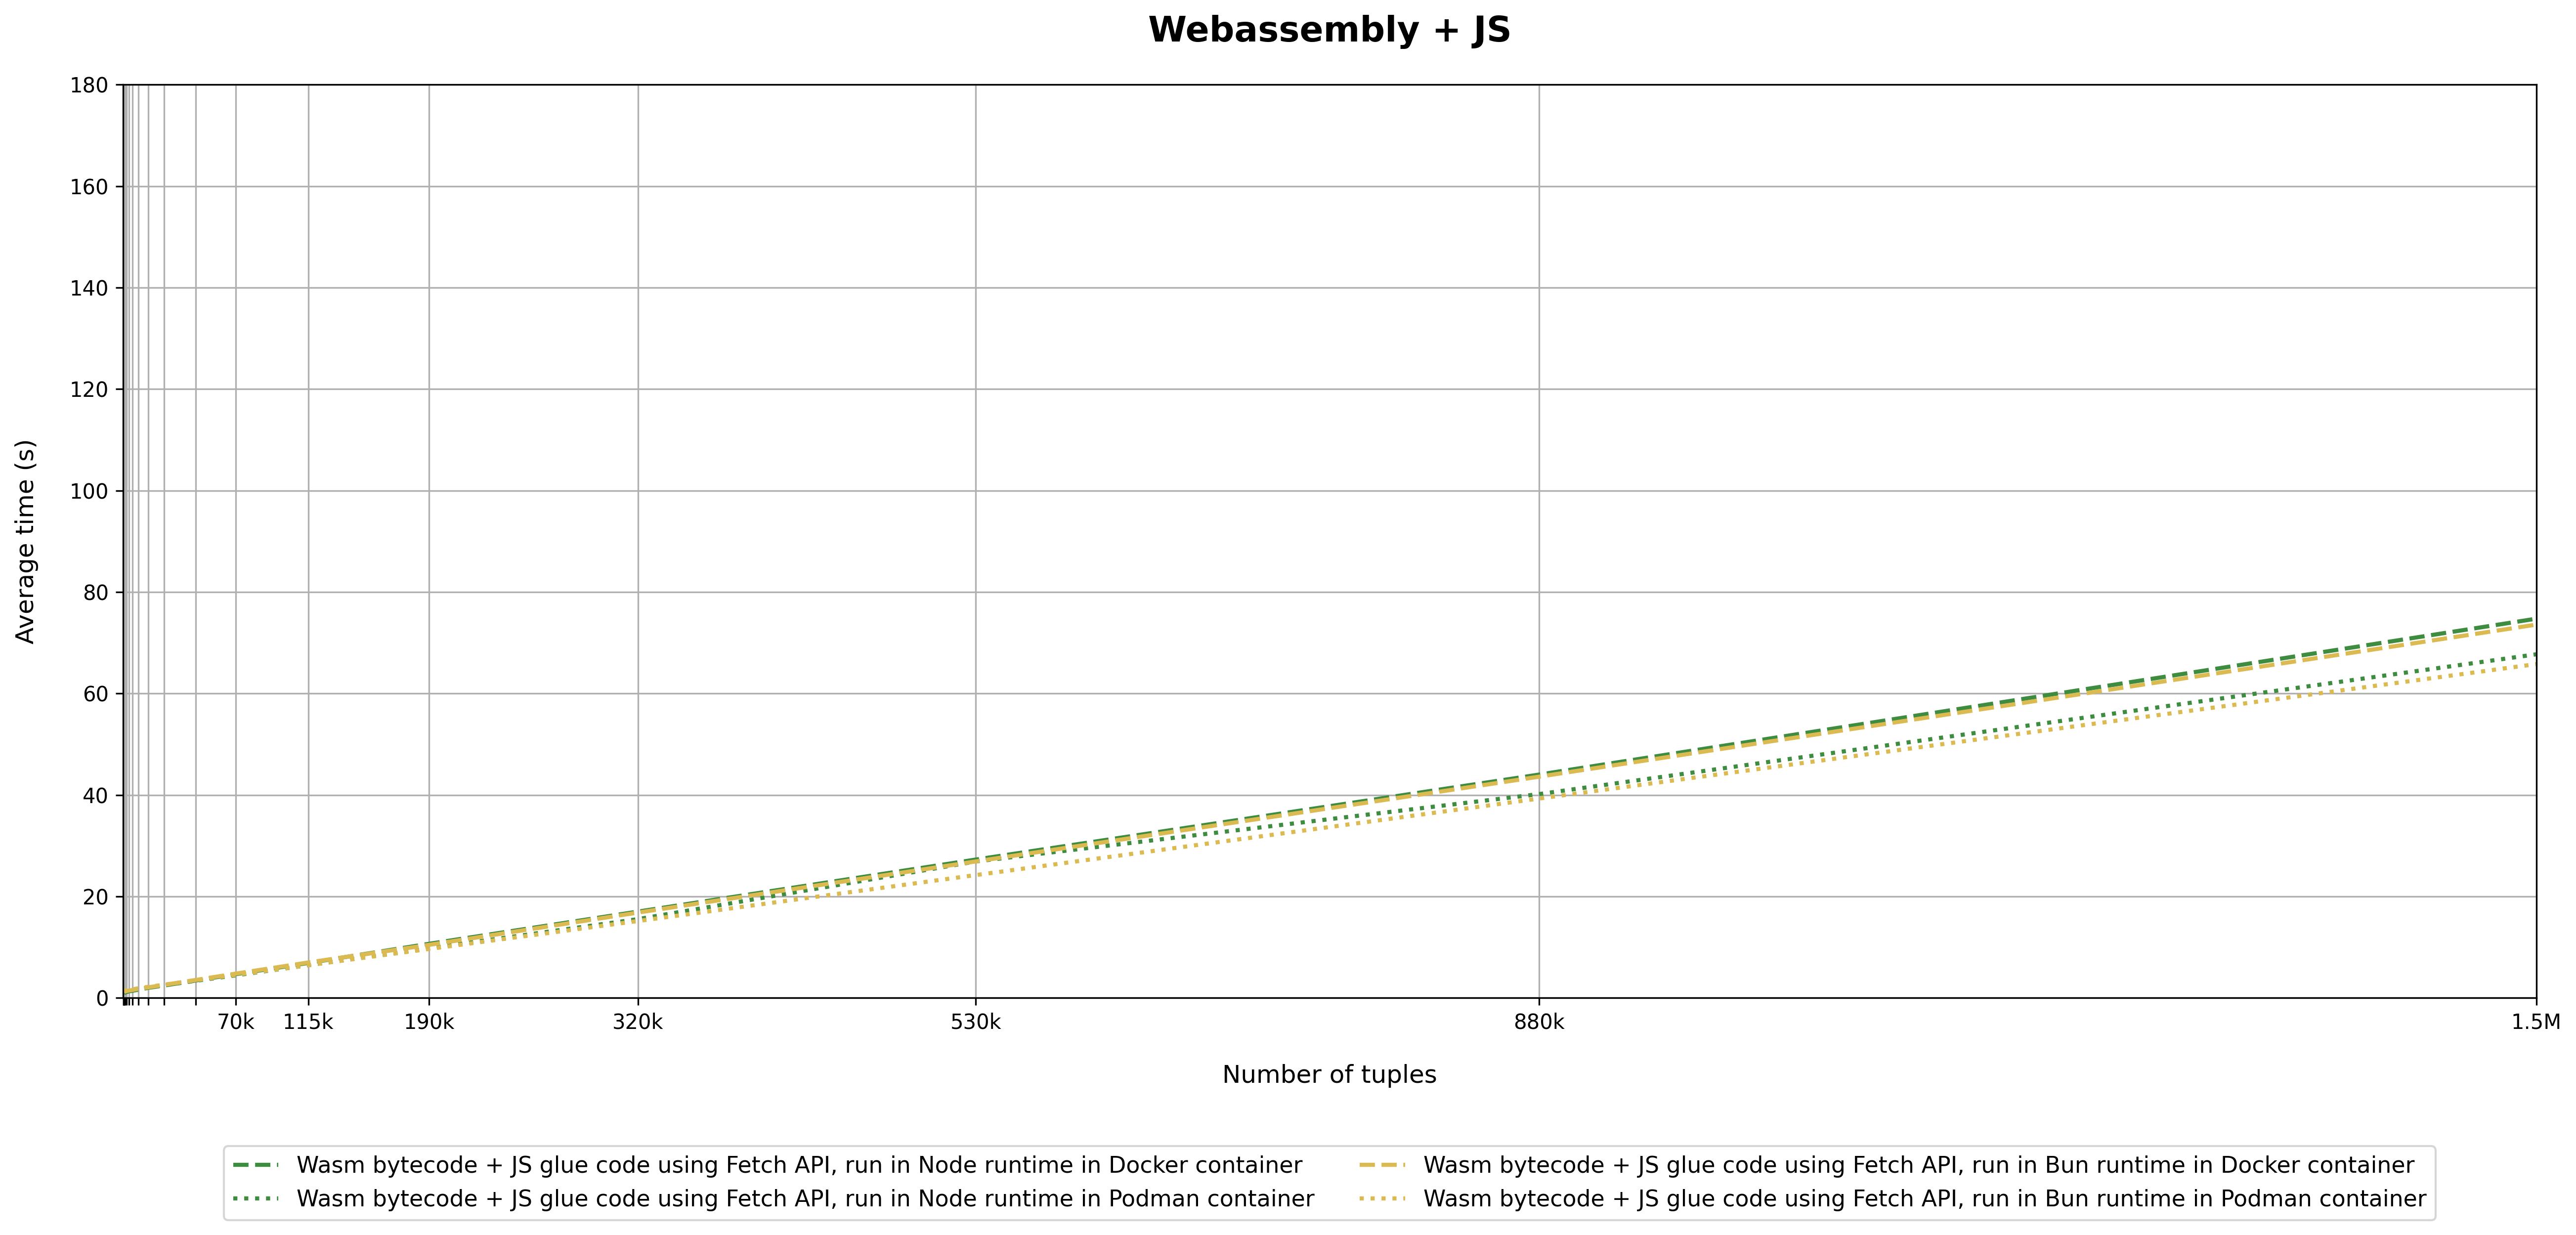 Webassembly + JS
180
160
140
120
100
80
60
40
20
0
Average time (s)
70k 115k 190k 320k 530k 880k 1.5M
Number of tuples
Wasm bytecode + JS glue code using Fetch API, run in Node runtime in Docker container
Wasm bytecode + JS glue code using Fetch API, run in Node runtime in Podman container
Wasm bytecode + JS glue code using Fetch API, run in Bun runtime in Docker container
Wasm bytecode + JS glue code using Fetch API, run in Bun runtime in Podman container